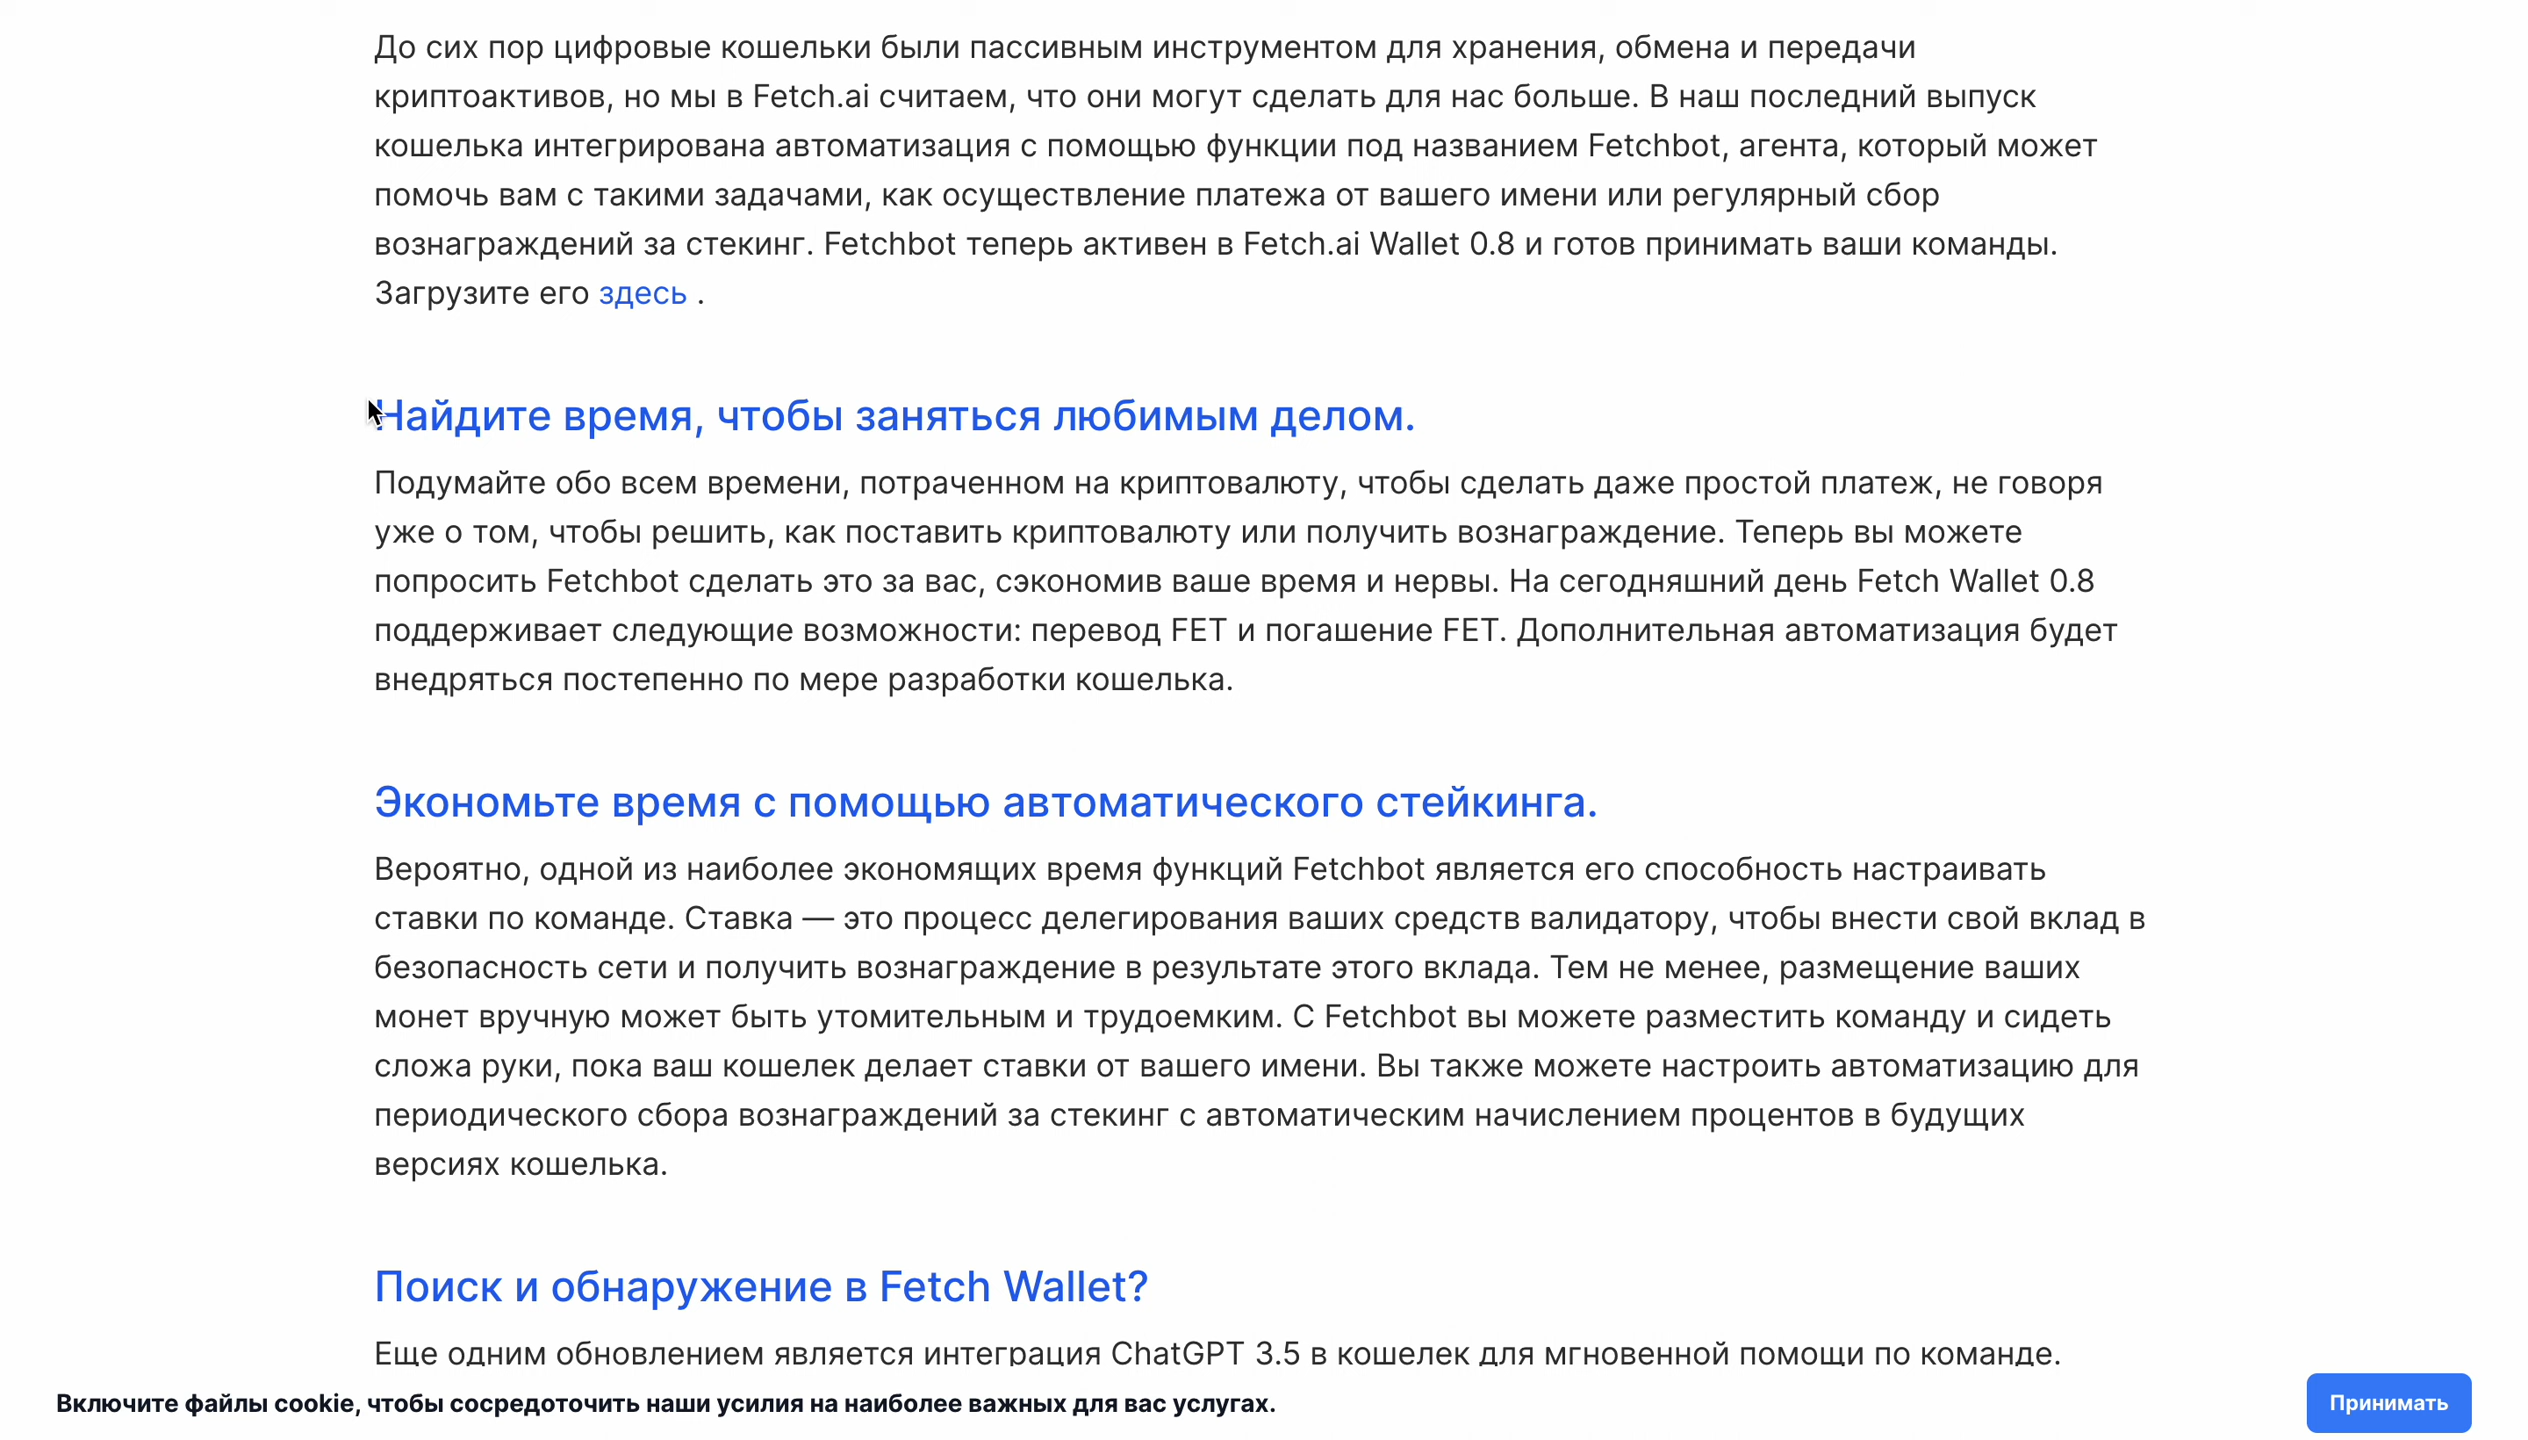 До сих пор цифровые кошельки были пассивным инструментом для хранения, обмена и передачи
криптоактивов, но мы в Fetch.ai считаем, что они могут сделать для нас больше. В наш последний выпуск
кошелька интегрирована автоматизация с помощью функции под названием Fetchbot, агента, который может
помочь вам с такими задачами, как осуществление платежа от вашего имени или регулярный сбор
вознаграждений за стекинг. Fetchbot теперь активен в Fetch.ai Wallet 0.8 и готов принимать ваши команды.
Загрузите его здесь .
Найдите время, чтобы заняться любимым делом.
Подумайте обо всем времени, потраченном на криптовалюту, чтобы сделать даже простой платеж, не говоря
уже о том, чтобы решить, как поставить криптовалюту или получить вознаграждение. Теперь вы можете
попросить Fetchbot сделать это за вас, сэкономив ваше время и нервы. На сегодняшний день Fetch Wallet 0.8
поддерживает следующие возможности: перевод FET и погашение FET. Дополнительная автоматизация будет
внедряться постепенно по мере разработки кошелька.
Экономьте время с помощью автоматического стейкинга.
Вероятно, одной из наиболее экономящих время функций Fetchbot является его способность настраивать
ставки по команде. Ставка — это процесс делегирования ваших средств валидатору, чтобы внести свой вклад в
безопасность сети и получить вознаграждение в результате этого вклада. Тем не менее, размещение ваших
монет вручную может быть утомительным и трудоемким. С Fetchbot вы можете разместить команду и сидеть
сложа руки, пока ваш кошелек делает ставки от вашего имени. Вы также можете настроить автоматизацию для
периодического сбора вознаграждений за стекинг с автоматическим начислением процентов в будущих
версиях кошелька.
Поиск и обнаружение в Fetch Wallet?
Еще одним обновлением является интеграция ChatGPT 3.5 в кошелек для мгновенной помощи по команде.
Включите файлы cookie, чтобы сосредоточить наши усилия на наиболее важных для вас услугах.
Принимать